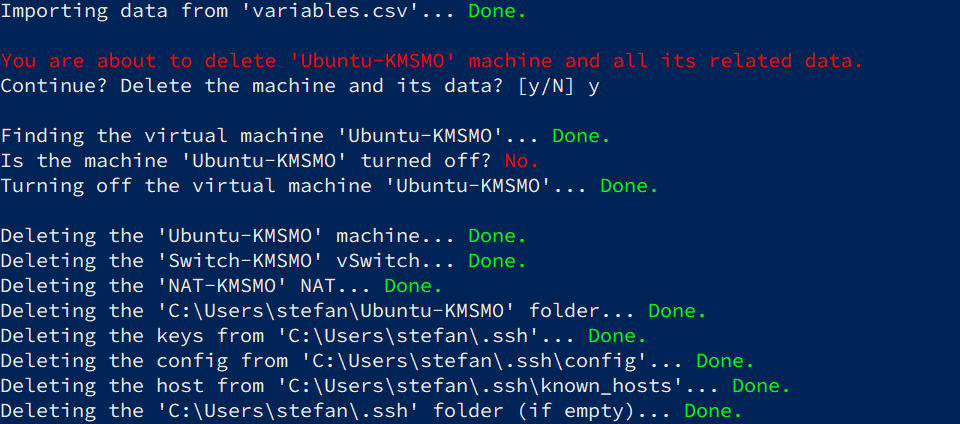 Importing data from 'variables.csv'... Done.
You are about to delete 'Ubuntu-KMSMO' machine and all its related data.
Continue? Delete the machine and its data? [y/N] y
Finding the virtual machine 'Ubuntu-KMSMO'... Done.
Is the machine 'Ubuntu-KMSMO' turned off? No.
Turning off the virtual machine 'Ubuntu-KMSMO'... Done.
Deleting the 'Ubuntu-KMSMO' machine... Done.
Deleting the 'Switch-KMSMO' vSwitch... Done.
Deleting the 'NAT-KMSMO' NAT... Done.
Deleting the 'C:\Users\stefan\Ubuntu-KMSMO' folder... Done.
Deleting the keys from 'C:\Users\stefan\.ssh'... Done.
Deleting the config from 'C:\Users\stefan\.ssh\config'... Done.
Deleting the host from 'C:\Users\stefan\.ssh\known_hosts'... Done.
Deleting the 'C:\Users\stefan\.ssh' folder (if empty)... Done.